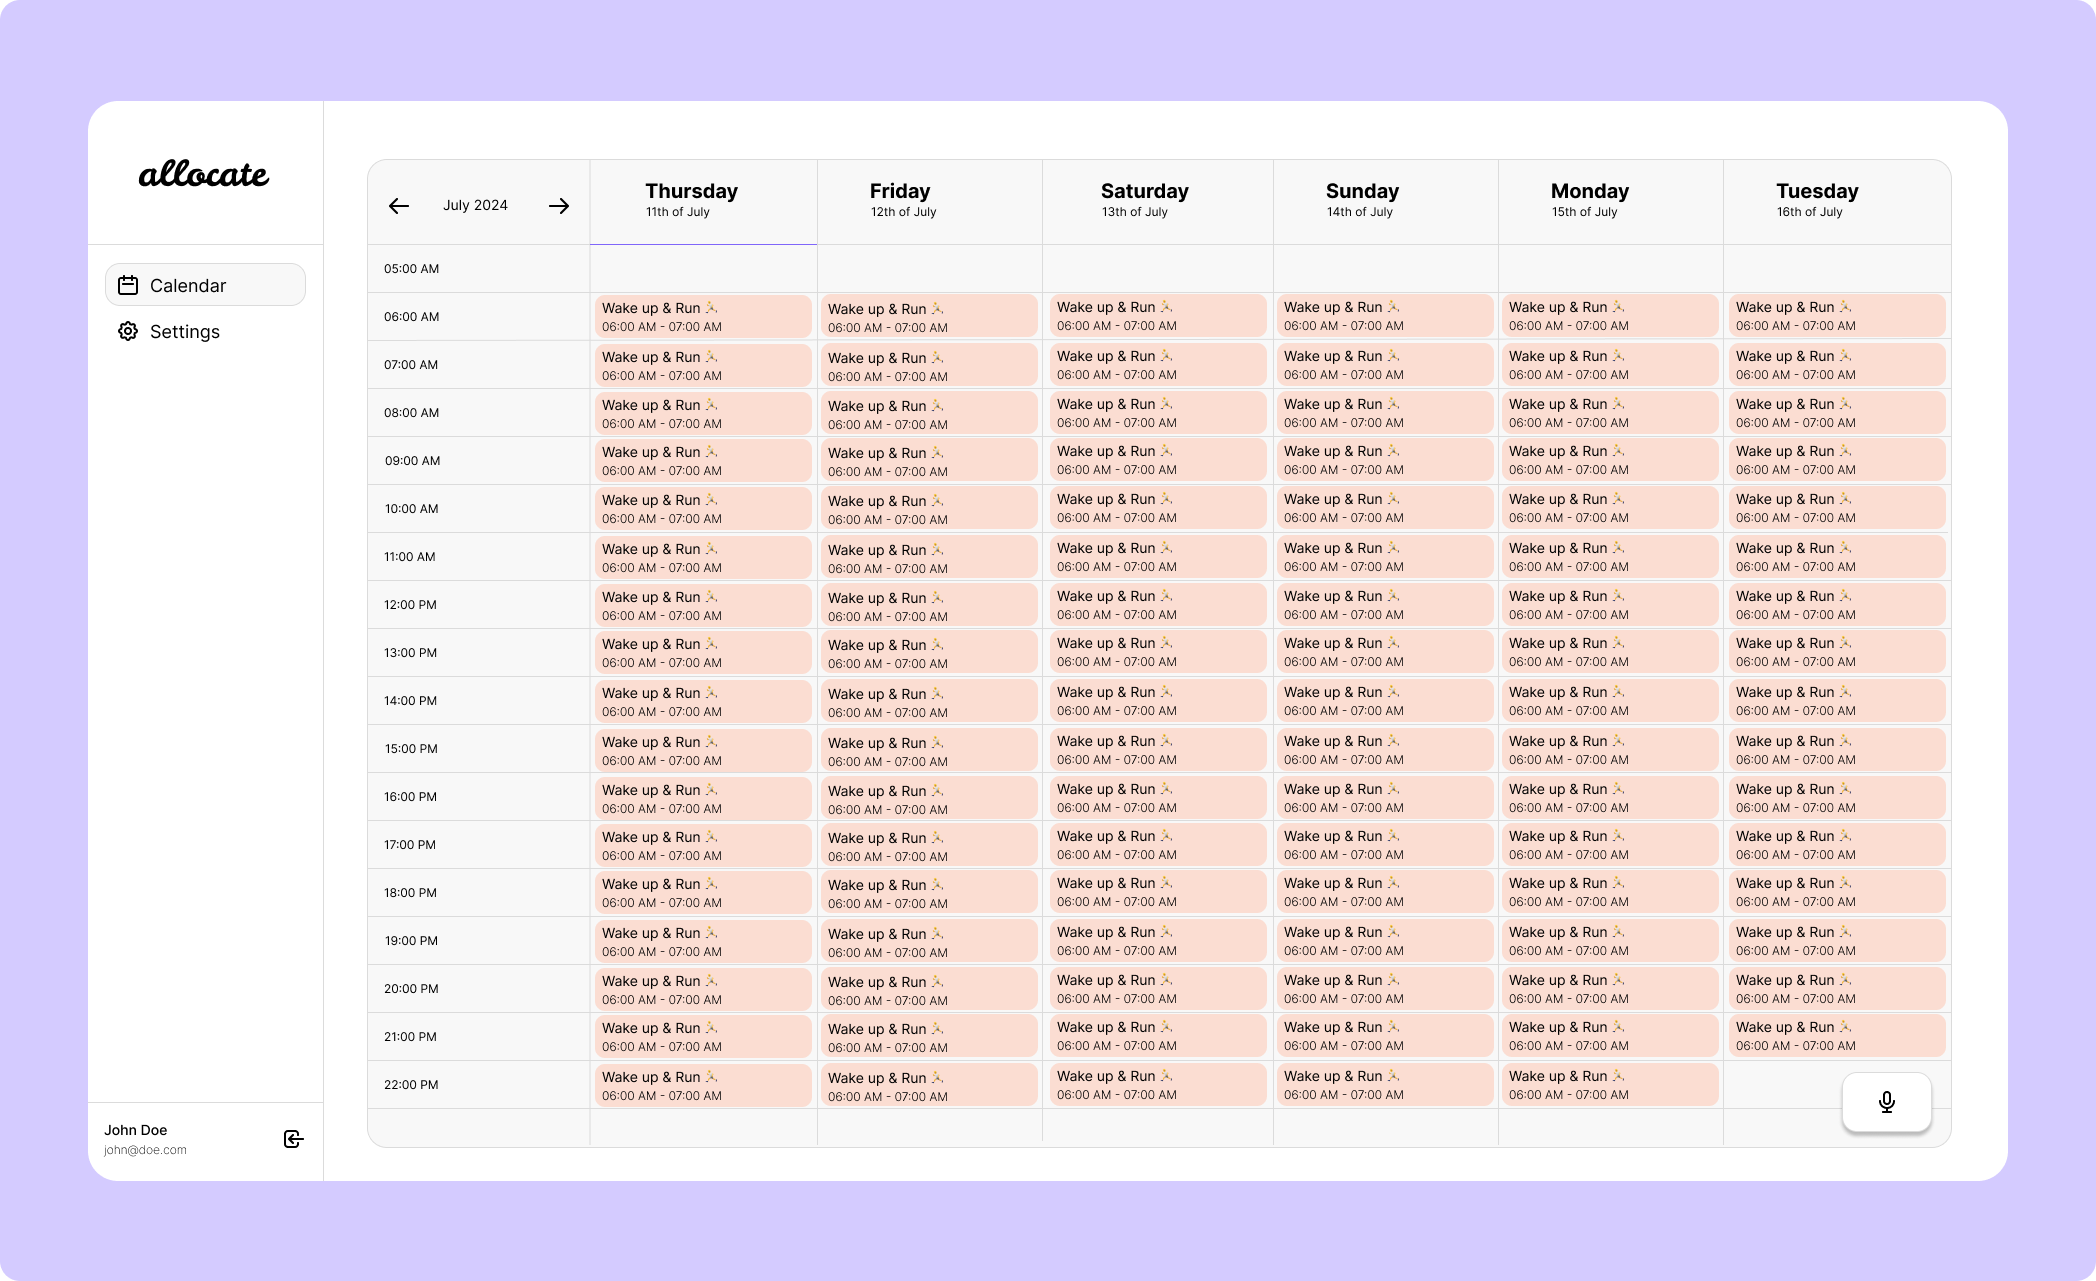 allocate
Calendar
Settings
John Doe
john@doe.com
July 2024
Thursday
11th of July
Friday
12th of July
Saturday
13th of July
Sunday
14th of July
Monday
15th of July
Tuesday
16th of July
05:00 AM
06:00 AM
Wake up & Run 🏃 Wake up & Run 🏃 Wake up & Run 🏃 Wake up & Run 🏃 Wake up & Run 🏃 Wake up & Run 🏃
06:00 AM - 07:00 AM 06:00 AM - 07:00 AM 06:00 AM - 07:00 AM 06:00 AM - 07:00 AM 06:00 AM - 07:00 AM 06:00 AM - 07:00 AM
07:00 AM
Wake up & Run 🏃 Wake up & Run 🏃 Wake up & Run 🏃 Wake up & Run 🏃 Wake up & Run 🏃 Wake up & Run 🏃
06:00 AM - 07:00 AM 06:00 AM - 07:00 AM 06:00 AM - 07:00 AM 06:00 AM - 07:00 AM 06:00 AM - 07:00 AM 06:00 AM - 07:00 AM
08:00 AM
Wake up & Run 🏃 Wake up & Run 🏃 Wake up & Run 🏃 Wake up & Run 🏃 Wake up & Run 🏃 Wake up & Run 🏃
06:00 AM - 07:00 AM 06:00 AM - 07:00 AM 06:00 AM - 07:00 AM 06:00 AM - 07:00 AM 06:00 AM - 07:00 AM 06:00 AM - 07:00 AM
09:00 AM
Wake up & Run 🏃 Wake up & Run 🏃 Wake up & Run 🏃 Wake up & Run 🏃 Wake up & Run 🏃 Wake up & Run 🏃
06:00 AM - 07:00 AM 06:00 AM - 07:00 AM 06:00 AM - 07:00 AM 06:00 AM - 07:00 AM 06:00 AM - 07:00 AM 06:00 AM - 07:00 AM
10:00 AM
Wake up & Run 🏃 Wake up & Run 🏃 Wake up & Run 🏃 Wake up & Run 🏃 Wake up & Run 🏃 Wake up & Run 🏃
06:00 AM - 07:00 AM 06:00 AM - 07:00 AM 06:00 AM - 07:00 AM 06:00 AM - 07:00 AM 06:00 AM - 07:00 AM 06:00 AM - 07:00 AM
11:00 AM
Wake up & Run 🏃 Wake up & Run 🏃 Wake up & Run 🏃 Wake up & Run 🏃 Wake up & Run 🏃 Wake up & Run 🏃
06:00 AM - 07:00 AM 06:00 AM - 07:00 AM 06:00 AM - 07:00 AM 06:00 AM - 07:00 AM 06:00 AM - 07:00 AM 06:00 AM - 07:00 AM
12:00 PM
Wake up & Run 🏃 Wake up & Run 🏃 Wake up & Run 🏃 Wake up & Run 🏃 Wake up & Run 🏃 Wake up & Run 🏃
06:00 AM - 07:00 AM 06:00 AM - 07:00 AM 06:00 AM - 07:00 AM 06:00 AM - 07:00 AM 06:00 AM - 07:00 AM 06:00 AM - 07:00 AM
13:00 PM
Wake up & Run 🏃 Wake up & Run 🏃 Wake up & Run 🏃 Wake up & Run 🏃 Wake up & Run 🏃 Wake up & Run 🏃
06:00 AM - 07:00 AM 06:00 AM - 07:00 AM 06:00 AM - 07:00 AM 06:00 AM - 07:00 AM 06:00 AM - 07:00 AM 06:00 AM - 07:00 AM
14:00 PM
Wake up & Run 🏃 Wake up & Run 🏃 Wake up & Run 🏃 Wake up & Run 🏃 Wake up & Run 🏃 Wake up & Run 🏃
06:00 AM - 07:00 AM 06:00 AM - 07:00 AM 06:00 AM - 07:00 AM 06:00 AM - 07:00 AM 06:00 AM - 07:00 AM 06:00 AM - 07:00 AM
15:00 PM
Wake up & Run 🏃 Wake up & Run 🏃 Wake up & Run 🏃 Wake up & Run 🏃 Wake up & Run 🏃 Wake up & Run 🏃
06:00 AM - 07:00 AM 06:00 AM - 07:00 AM 06:00 AM - 07:00 AM 06:00 AM - 07:00 AM 06:00 AM - 07:00 AM 06:00 AM - 07:00 AM
16:00 PM
Wake up & Run 🏃 Wake up & Run 🏃 Wake up & Run 🏃 Wake up & Run 🏃 Wake up & Run 🏃 Wake up & Run 🏃
06:00 AM - 07:00 AM 06:00 AM - 07:00 AM 06:00 AM - 07:00 AM 06:00 AM - 07:00 AM 06:00 AM - 07:00 AM 06:00 AM - 07:00 AM
17:00 PM
Wake up & Run 🏃 Wake up & Run 🏃 Wake up & Run 🏃 Wake up & Run 🏃 Wake up & Run 🏃 Wake up & Run 🏃
06:00 AM - 07:00 AM 06:00 AM - 07:00 AM 06:00 AM - 07:00 AM 06:00 AM - 07:00 AM 06:00 AM - 07:00 AM 06:00 AM - 07:00 AM
18:00 PM
Wake up & Run 🏃 Wake up & Run 🏃 Wake up & Run 🏃 Wake up & Run 🏃 Wake up & Run 🏃 Wake up & Run 🏃
06:00 AM - 07:00 AM 06:00 AM - 07:00 AM 06:00 AM - 07:00 AM 06:00 AM - 07:00 AM 06:00 AM - 07:00 AM 06:00 AM - 07:00 AM
19:00 PM
Wake up & Run 🏃 Wake up & Run 🏃 Wake up & Run 🏃 Wake up & Run 🏃 Wake up & Run 🏃 Wake up & Run 🏃
06:00 AM - 07:00 AM 06:00 AM - 07:00 AM 06:00 AM - 07:00 AM 06:00 AM - 07:00 AM 06:00 AM - 07:00 AM 06:00 AM - 07:00 AM
20:00 PM
Wake up & Run 🏃 Wake up & Run 🏃 Wake up & Run 🏃 Wake up & Run 🏃 Wake up & Run 🏃 Wake up & Run 🏃
06:00 AM - 07:00 AM 06:00 AM - 07:00 AM 06:00 AM - 07:00 AM 06:00 AM - 07:00 AM 06:00 AM - 07:00 AM 06:00 AM - 07:00 AM
21:00 PM
Wake up & Run 🏃 Wake up & Run 🏃 Wake up & Run 🏃 Wake up & Run 🏃 Wake up & Run 🏃 Wake up & Run 🏃
06:00 AM - 07:00 AM 06:00 AM - 07:00 AM 06:00 AM - 07:00 AM 06:00 AM - 07:00 AM 06:00 AM - 07:00 AM 06:00 AM - 07:00 AM
22:00 PM
Wake up & Run 🏃 Wake up & Run 🏃 Wake up & Run 🏃 Wake up & Run 🏃 Wake up & Run 🏃
06:00 AM - 07:00 AM 06:00 AM - 07:00 AM 06:00 AM - 07:00 AM 06:00 AM - 07:00 AM 06:00 AM - 07:00 AM